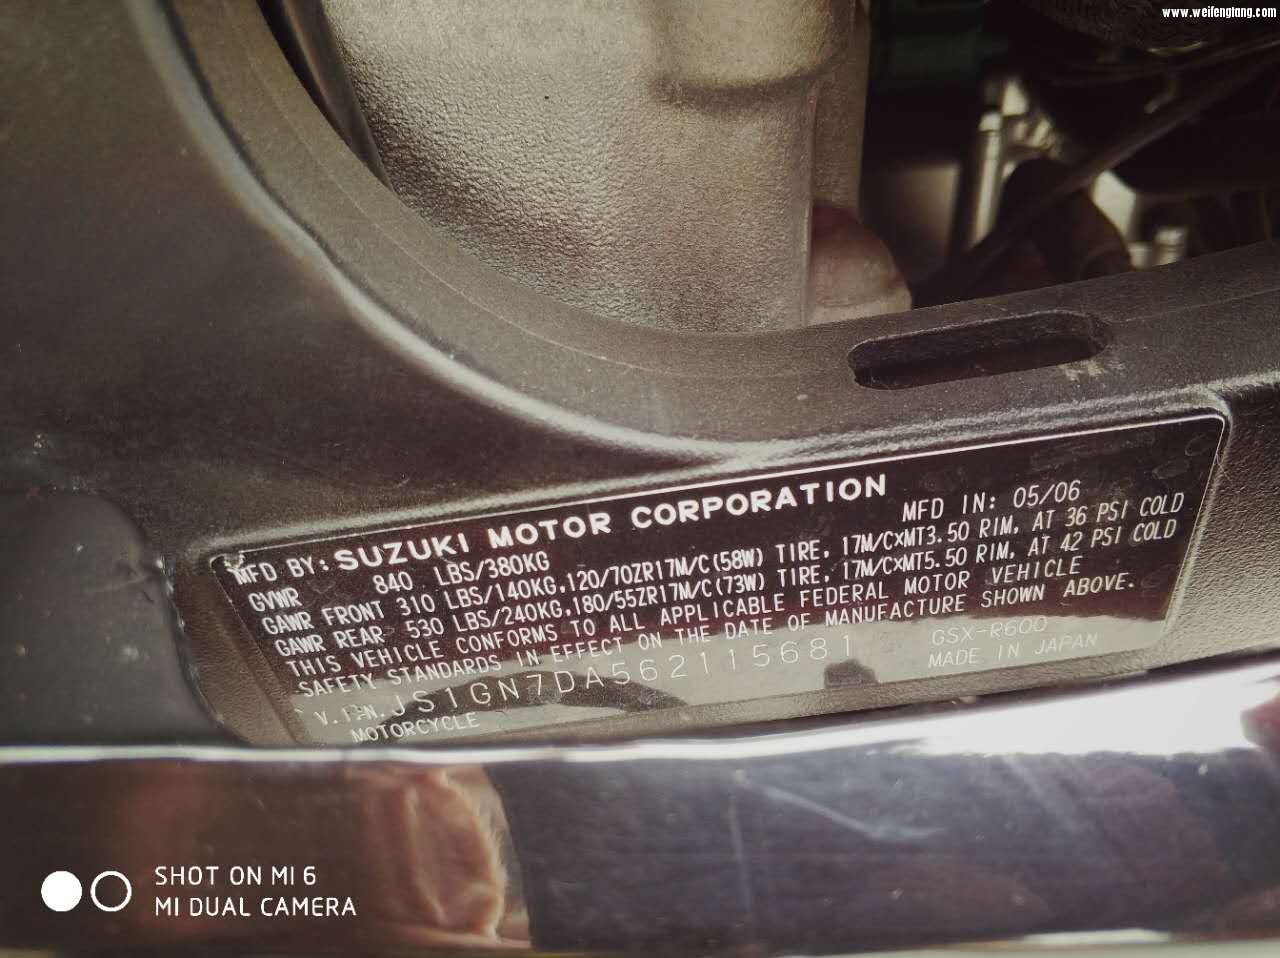 www.weifengtang.com
MFD BY: SUZUKI MOTOR CORPORATION MFD IN: 05/06
GVWR 840 LBS/380KG
GAWR FRONT 310 LBS/140KG,120/70ZR17M/C(58W) TIRE, 17M/C×MT3.50 RIM, AT 36 PSI COLD
GAWR REAR 530 LBS/240KG,180/55ZR17M/C(73W) TIRE, 17M/C×MT5.50 RIM, AT 42 PSI COLD
THIS VEHICLE CONFORMS TO ALL APPLICABLE FEDERAL MOTOR VEHICLE
SAFETY STANDARDS IN EFFECT ON THE DATE OF MANUFACTURE SHOWN ABOVE.
V.I.N. JS1GN7DA562115681 GSX-R600
MOTORCYCLE MADE IN JAPAN
SHOT ON MI 6
MI DUAL CAMERA